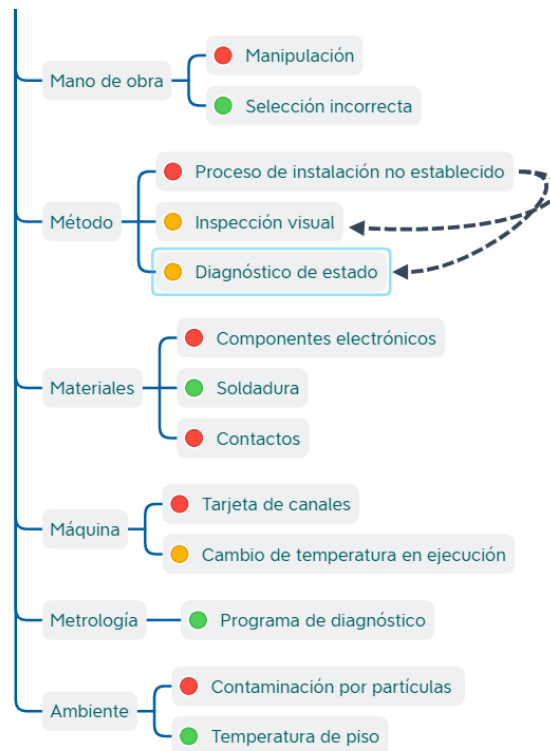 Mano de obra
Manipulación
Selección incorrecta
Método
Proceso de instalación no establecido
Inspección visual
Diagnóstico de estado
Materiales
Componentes electrónicos
Soldadura
Contactos
Máquina
Tarjeta de canales
Cambio de temperatura en ejecución
Metrología
Programa de diagnóstico
Ambiente
Contaminación por partículas
Temperatura de piso